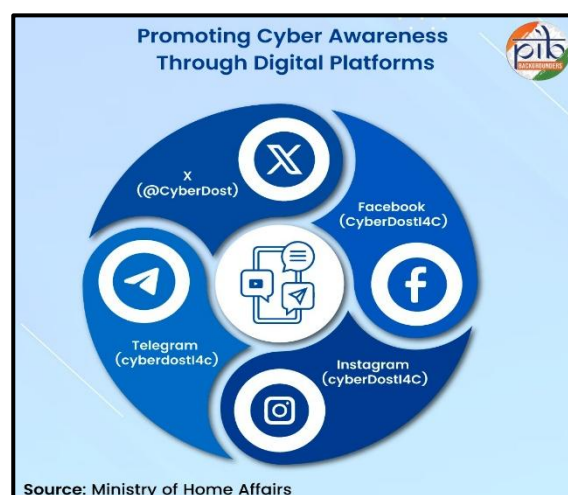 Promoting Cyber Awareness
Through Digital Platforms
pib
BACKGROUNDERS
X
(@CyberDost)
Facebook
(CyberDostI4C)
Telegram
(cyberdosti4c)
Instagram
(cyberDostI4C)
Source: Ministry of Home Affairs